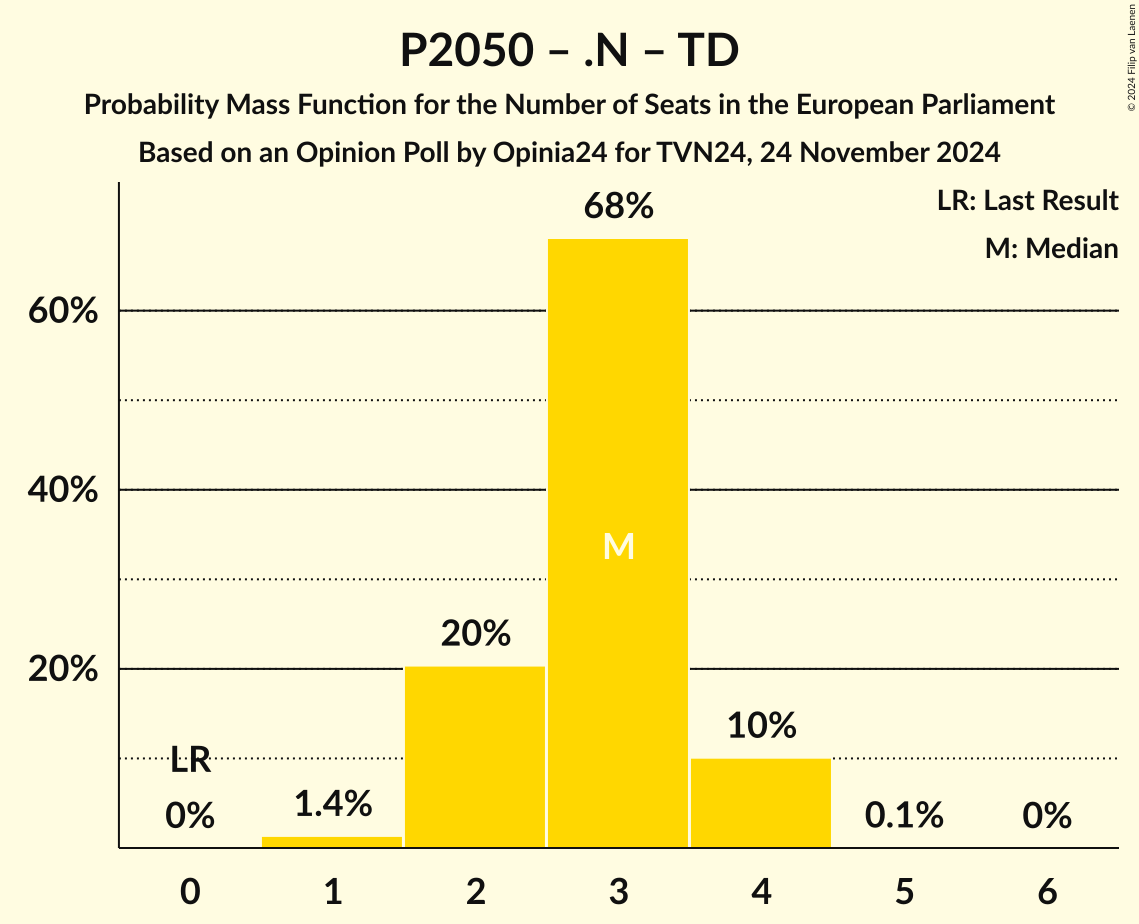 P2050 – .N – TD
Probability Mass Function for the Number of Seats in the European Parliament
Based on an Opinion Poll by Opinia24 for TVN24, 24 November 2024
© 2024 Filip van Laenen
LR: Last Result
M: Median
60%
40%
20%
LR
0%
1.4%
20%
68%
M
10%
0.1%
0%
0 1 2 3 4 5 6